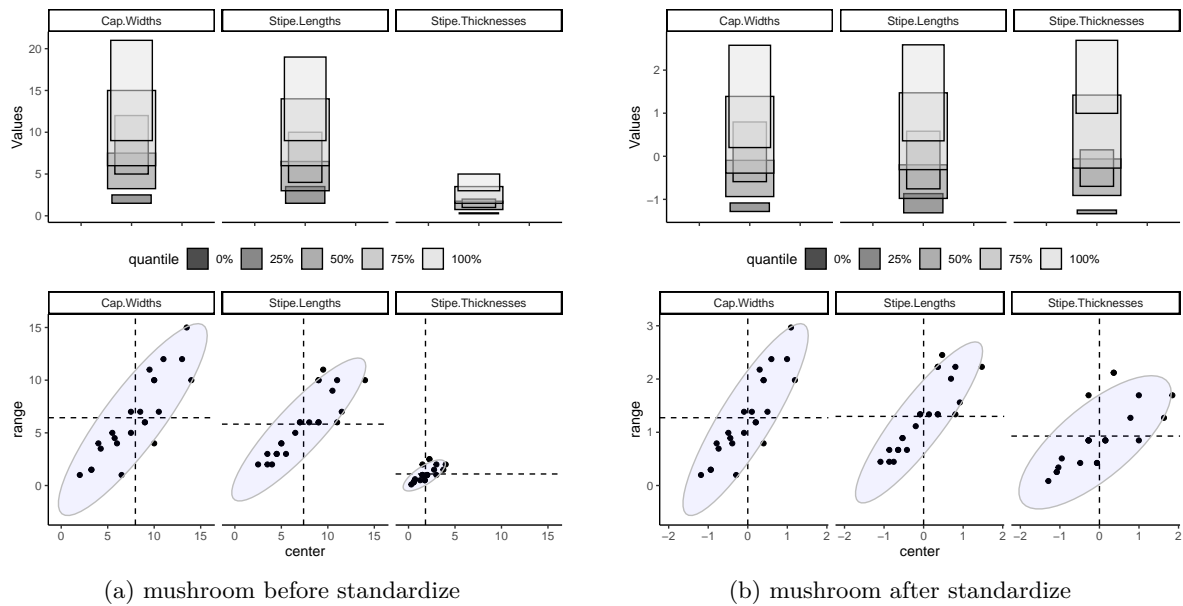 Cap.Widths Stipe.Lengths Stipe.Thicknesses
20
15
10
5
0
Values
quantile 0% 25% 50% 75% 100%
Cap.Widths Stipe.Lengths Stipe.Thicknesses
15
10
5
0
range
0 5 10 15 0 5 10 15 0 5 10 15
center
(a) mushroom before standardize
Cap.Widths Stipe.Lengths Stipe.Thicknesses
2
1
0
−1
Values
quantile 0% 25% 50% 75% 100%
Cap.Widths Stipe.Lengths Stipe.Thicknesses
3
2
1
0
range
−2 −1 0 1 2 −2 −1 0 1 2 −2 −1 0 1 2
center
(b) mushroom after standardize